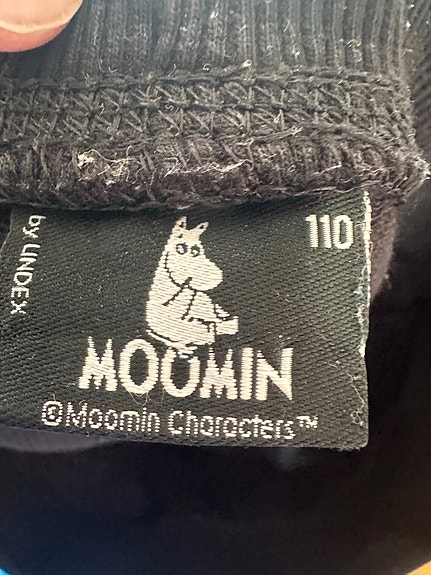 110
by LINDEX
MOOMIN
©Moomin Characters™